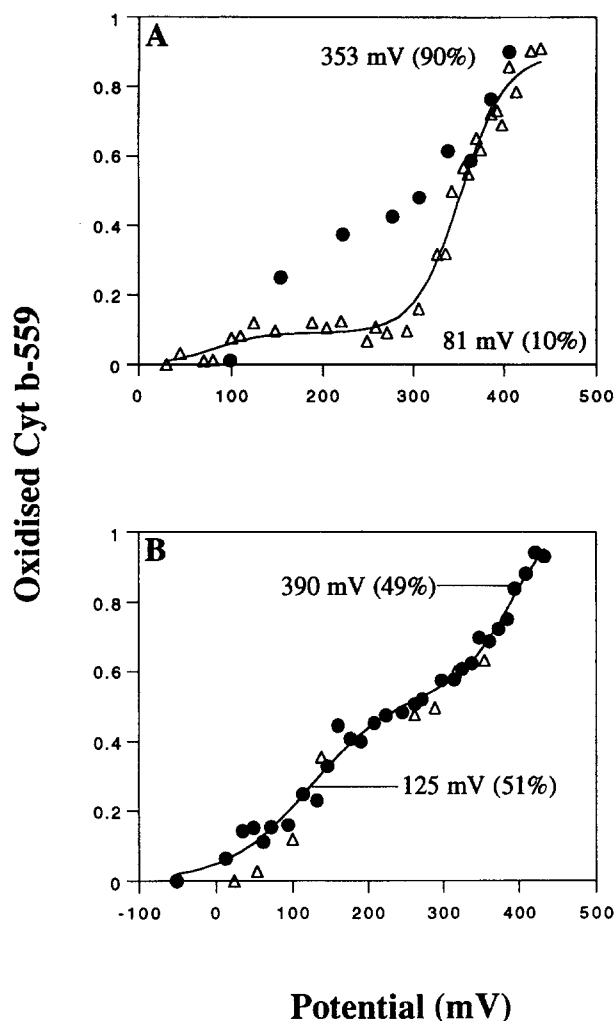 A
1
0.8
0.6
0.4
0.2
0
353 mV (90%)
81 mV (10%)
0 100 200 300 400 500
Oxidised Cyt b-559
B
1
0.8
0.6
0.4
0.2
0
390 mV (49%)
125 mV (51%)
-100 0 100 200 300 400 500
Potential (mV)